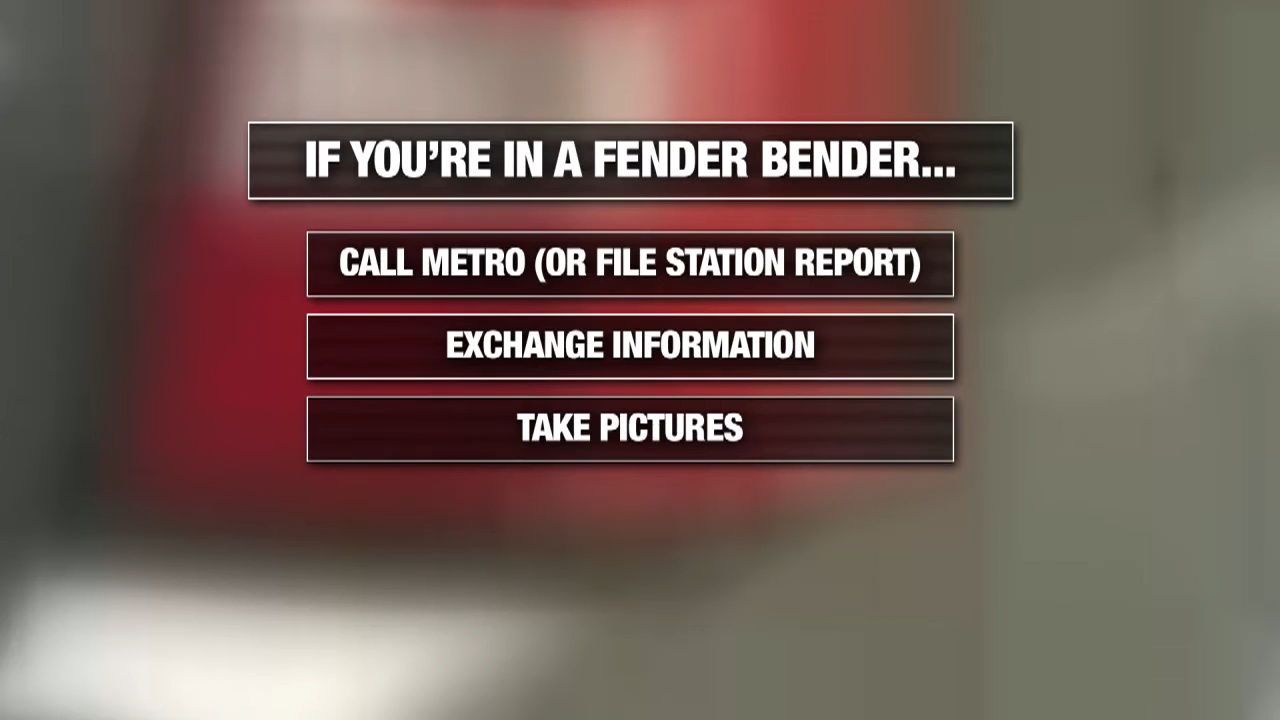 IF YOU’RE IN A FENDER BENDER...
CALL METRO (OR FILE STATION REPORT)
EXCHANGE INFORMATION
TAKE PICTURES